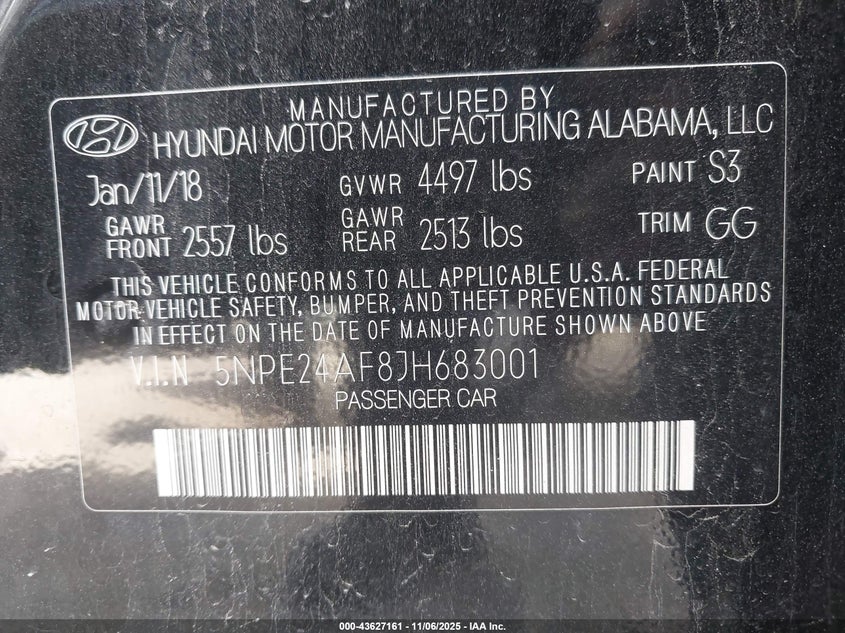 MANUFACTURED BY
HYUNDAI MOTOR MANUFACTURING ALABAMA, LLC
Jan/11/18 GVWR 4497 lbs PAINT S3
GAWR FRONT 2557 lbs GAWR REAR 2513 lbs TRIM GG
THIS VEHICLE CONFORMS TO ALL APPLICABLE U.S.A. FEDERAL
MOTOR VEHICLE SAFETY, BUMPER, AND THEFT PREVENTION STANDARDS
IN EFFECT ON THE DATE OF MANUFACTURE SHOWN ABOVE
V.I.N 5NPE24AF8JH683001
PASSENGER CAR
000-43627161 - 11/06/2025 - IAA Inc.